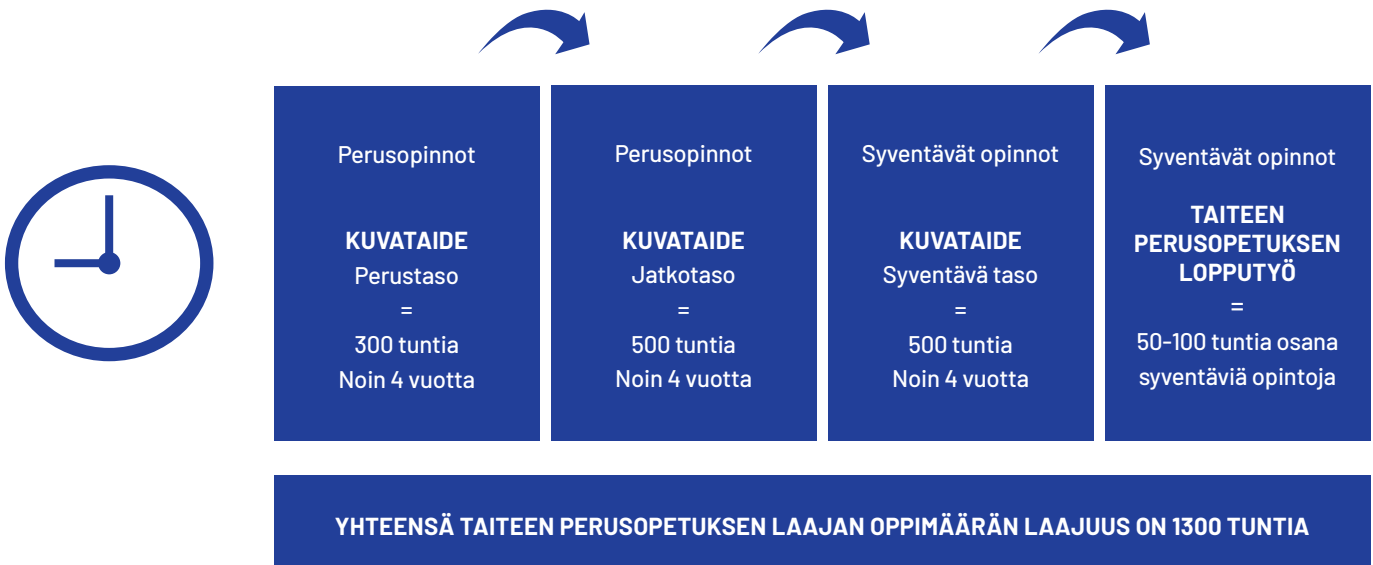 Perusopinnot
KUVATAIDE
Perustaso
=
300 tuntia
Noin 4 vuotta
Perusopinnot
KUVATAIDE
Jatkotaso
=
500 tuntia
Noin 4 vuotta
Syventävät opinnot
KUVATAIDE
Syventävä taso
=
500 tuntia
Noin 4 vuotta
Syventävät opinnot
TAITEEN
PERUSOPETUKSEN
LOPPUTYÖ
=
50-100 tuntia osana
syventäviä opintoja
YHTEENSÄ TAITEEN PERUSOPETUKSEN LAAJAN OPPIMÄÄRÄN LAAJUUS ON 1300 TUNTIA